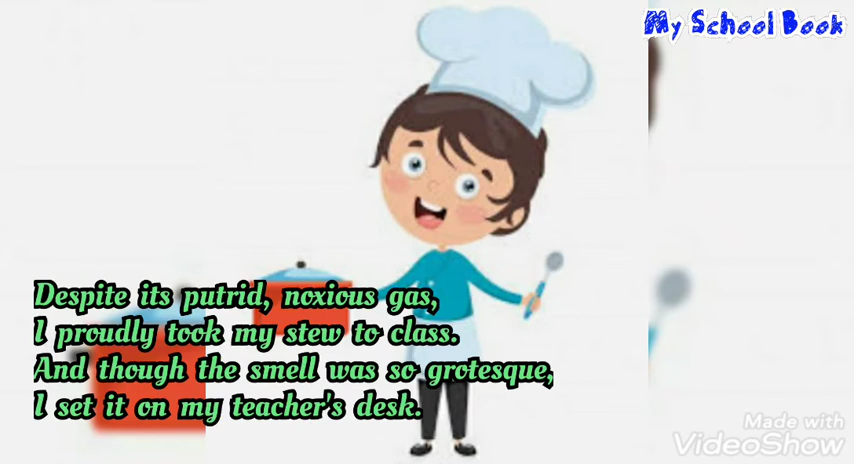 My School Book
Despite its putrid, noxious gas,
I proudly took my stew to class.
And though the smell was so grotesque,
I set it on my teacher's desk.
Made with
VideoShow